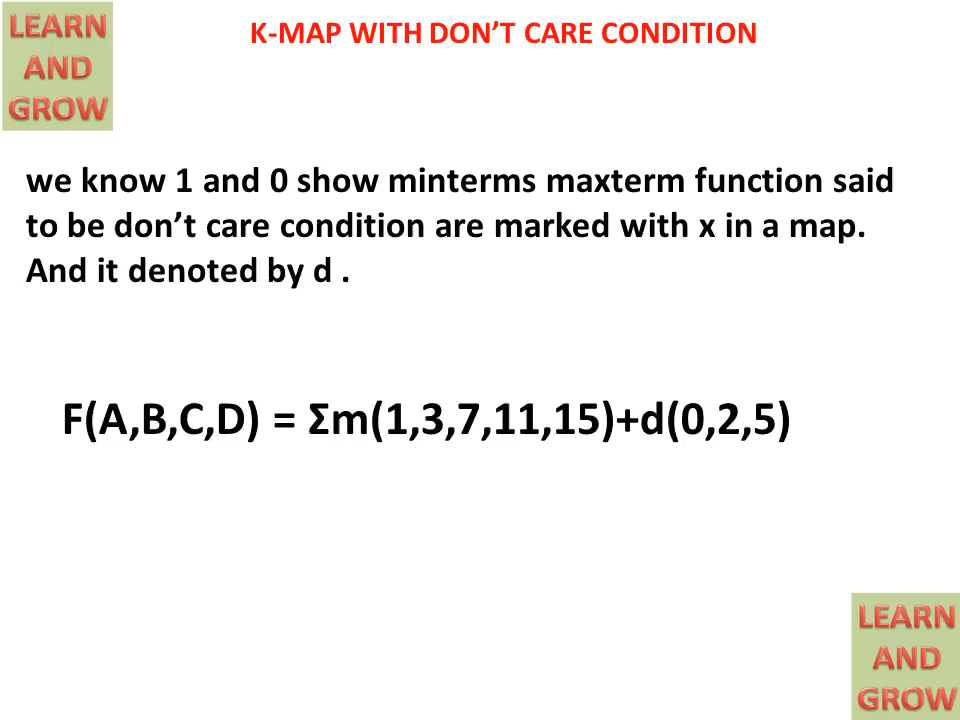 LEARN
AND
GROW
K-MAP WITH DON’T CARE CONDITION
we know 1 and 0 show minterms maxterm function said
to be don’t care condition are marked with x in a map.
And it denoted by d .
F(A,B,C,D) = Σm(1,3,7,11,15)+d(0,2,5)
LEARN
AND
GROW